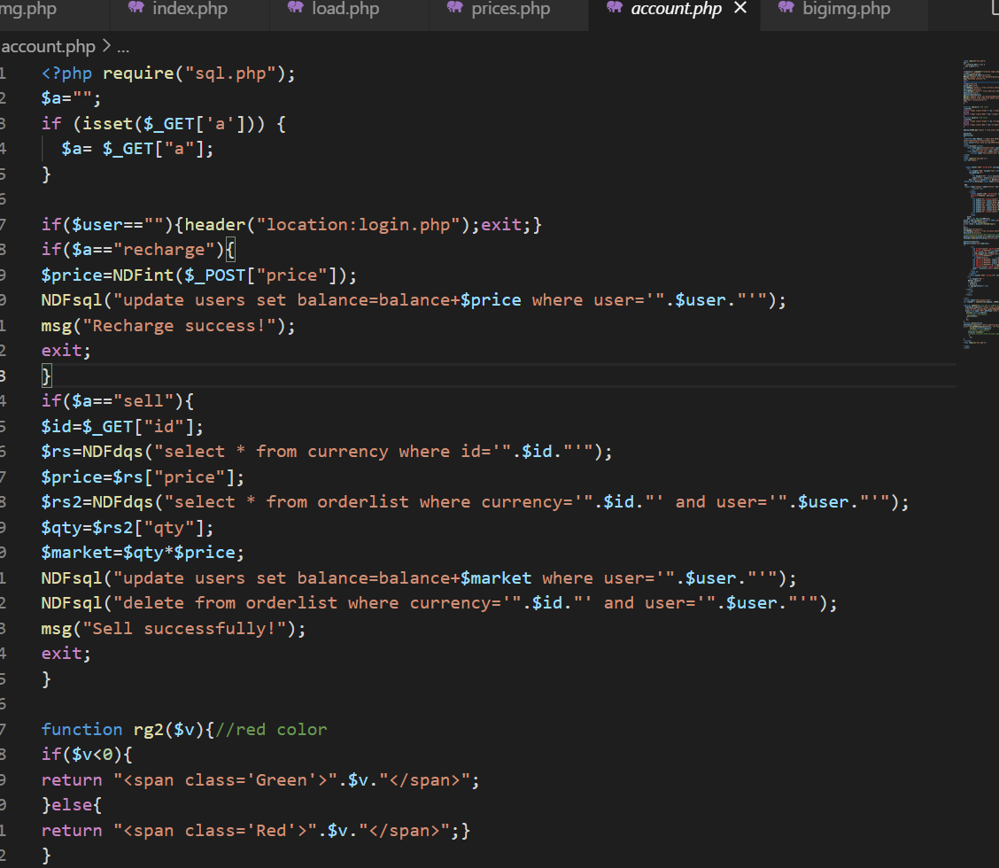 mg.php index.php load.php prices.php account.php bigimg.php
account.php > ...
1 <?php require("sql.php");
2 $a="";
3 if (isset($_GET['a'])) {
4 $a= $_GET["a"];
5 }
6
7 if($user==""){header("location:login.php");exit;}
8 if($a=="recharge"){
9 $price=NDFint($_POST["price"]);
0 NDFsql("update users set balance=balance+$price where user='".$user."'");
1 msg("Recharge success!");
2 exit;
3 }
4 if($a=="sell"){
5 $id=$_GET["id"];
6 $rs=NDFdqs("select * from currency where id='".$id."'");
7 $price=$rs["price"];
8 $rs2=NDFdqs("select * from orderlist where currency='".$id."' and user='".$user."'");
9 $qty=$rs2["qty"];
0 $market=$qty*$price;
1 NDFsql("update users set balance=balance+$market where user='".$user."'");
2 NDFsql("delete from orderlist where currency='".$id."' and user='".$user."'");
3 msg("Sell successfully!");
4 exit;
5 }
6
7 function rg2($v){//red color
8 if($v<0){
9 return "<span class='Green'>".$v."</span>";
0 }else{
1 return "<span class='Red'>".$v."</span>";}
2 }